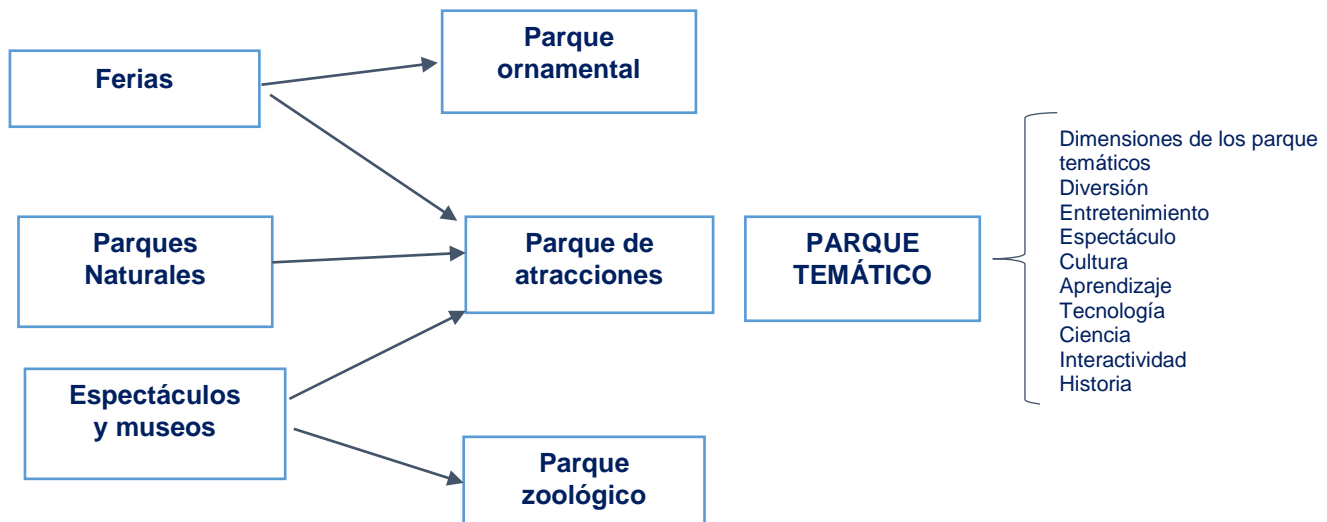 Ferias
Parque
ornamental
Parques
Naturales
Parque de
atracciones
PARQUE
TEMÁTICO
Dimensiones de los parque
temáticos
Diversión
Entretenimiento
Espectáculo
Cultura
Aprendizaje
Tecnología
Ciencia
Interactividad
Historia
Espectáculos
y museos
Parque
zoológico